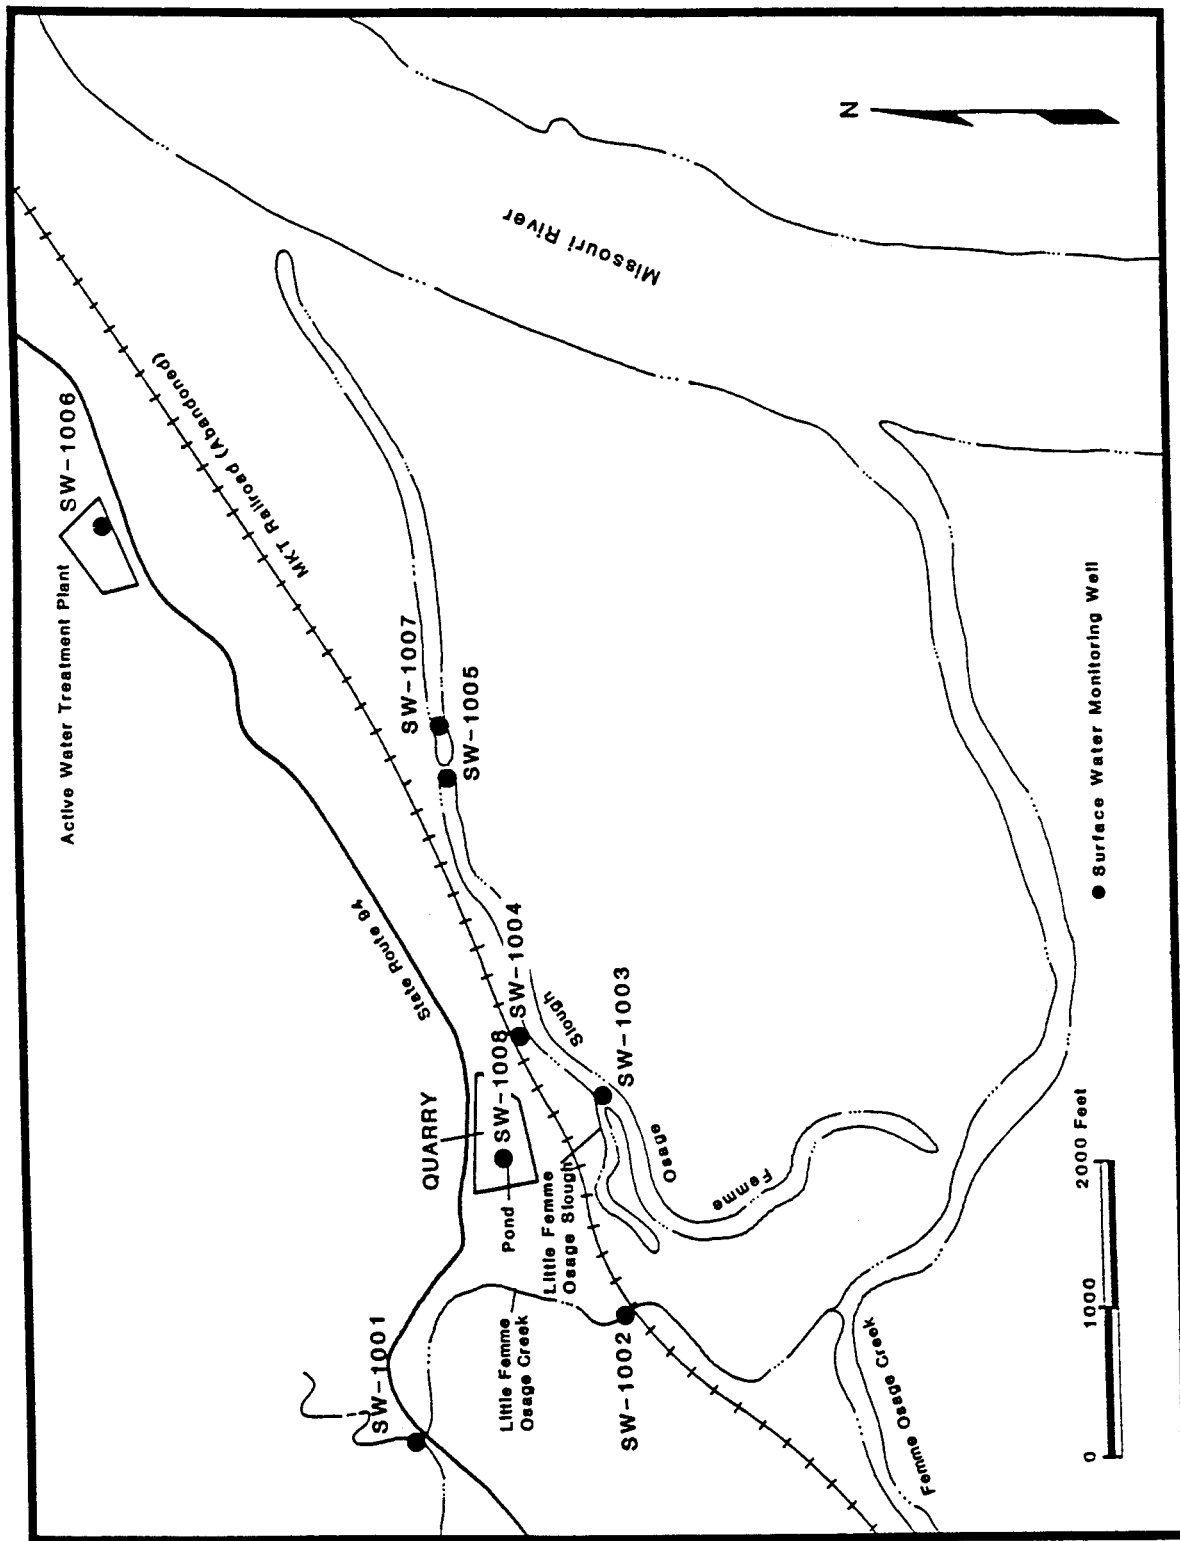 Active Water Treatment Plant
SW-1006
MKT Railroad (Abandoned)
Missouri River
N
State Route 94
SW-1007
SW-1005
QUARRY
SW-1008
SW-1004
Pond
SW-1001
Little Femme
Osage Creek
Little Femme
Osage Slough
Slough
SW-1003
Osage
Femme
SW-1002
Femme Osage Creek
0
1000
2000 Feet
Surface Water Monitoring Well